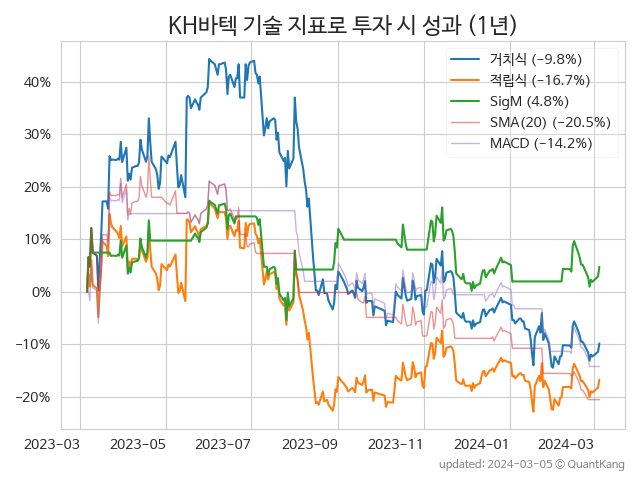 KH바텍 기술 지표로 투자 시 성과 (1년)
거치식 (−9.8%)
적립식 (−16.7%)
SigM (4.8%)
SMA(20) (−20.5%)
MACD (−14.2%)
40%
30%
20%
10%
0%
−10%
−20%
2023−03 2023−05 2023−07 2023−09 2023−11 2024−01 2024−03
updated: 2024−03−05 © QuantKang